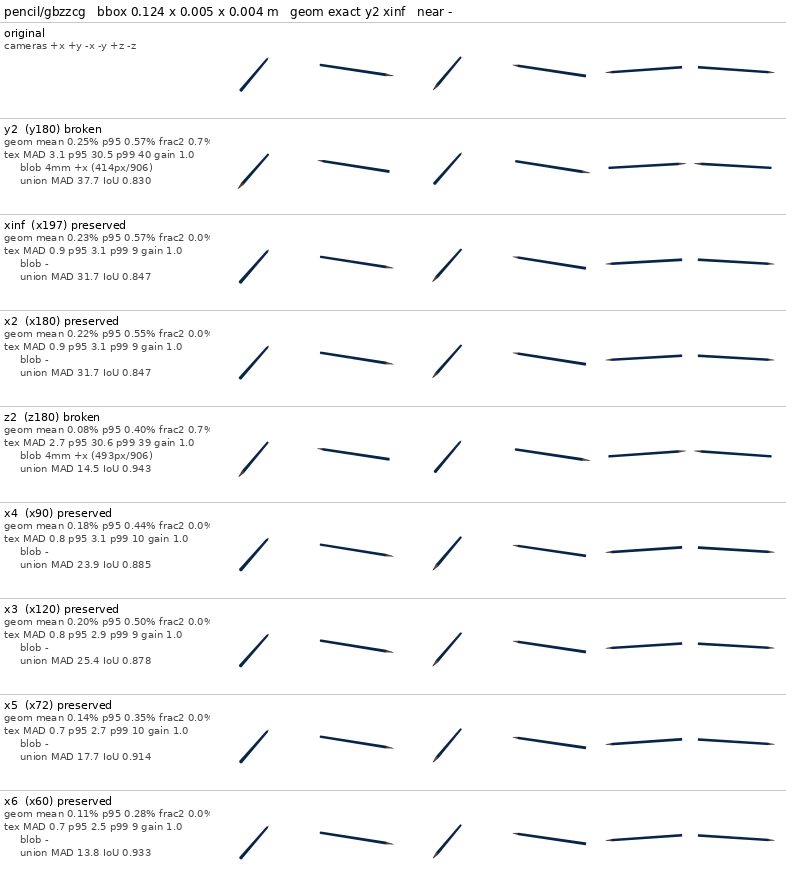 pencil/gbzzcg bbox 0.124 x 0.005 x 0.004 m geom exact y2 xinf near -
original
cameras +x +y -x -y +z -z
y2 (y180) broken
geom mean 0.25% p95 0.57% frac2 0.7%
tex MAD 3.1 p95 30.5 p99 40 gain 1.0
blob 4mm +x (414px/906)
union MAD 37.7 IoU 0.830
xinf (x197) preserved
geom mean 0.23% p95 0.57% frac2 0.0%
tex MAD 0.9 p95 3.1 p99 9 gain 1.0
blob -
union MAD 31.7 IoU 0.847
x2 (x180) preserved
geom mean 0.22% p95 0.55% frac2 0.0%
tex MAD 0.9 p95 3.1 p99 9 gain 1.0
blob -
union MAD 31.7 IoU 0.847
z2 (z180) broken
geom mean 0.08% p95 0.40% frac2 0.7%
tex MAD 2.7 p95 30.6 p99 39 gain 1.0
blob 4mm +x (493px/906)
union MAD 14.5 IoU 0.943
x4 (x90) preserved
geom mean 0.18% p95 0.44% frac2 0.0%
tex MAD 0.8 p95 3.1 p99 10 gain 1.0
blob -
union MAD 23.9 IoU 0.885
x3 (x120) preserved
geom mean 0.20% p95 0.50% frac2 0.0%
tex MAD 0.8 p95 2.9 p99 9 gain 1.0
blob -
union MAD 25.4 IoU 0.878
x5 (x72) preserved
geom mean 0.14% p95 0.35% frac2 0.0%
tex MAD 0.7 p95 2.7 p99 10 gain 1.0
blob -
union MAD 17.7 IoU 0.914
x6 (x60) preserved
geom mean 0.11% p95 0.28% frac2 0.0%
tex MAD 0.7 p95 2.5 p99 9 gain 1.0
blob -
union MAD 13.8 IoU 0.933